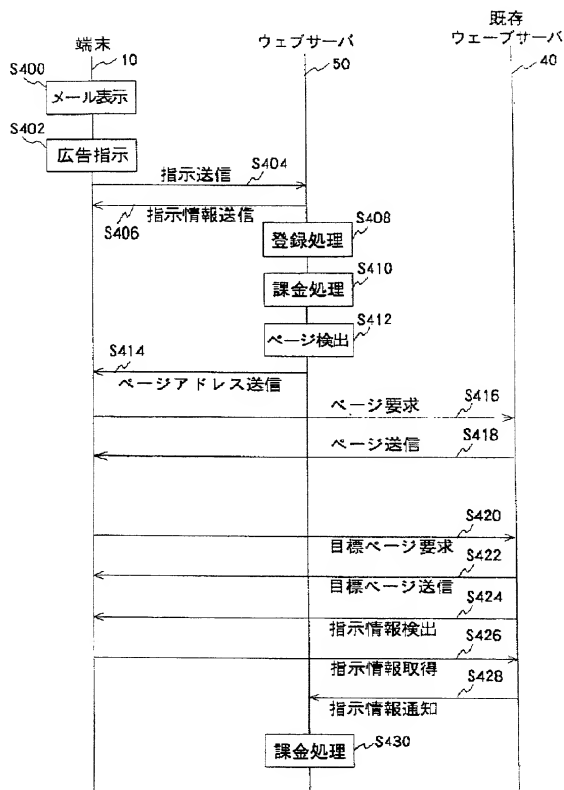 端末
ウェブサーバ
既存
ウェーブサーバ
10
50
40
S400
メール表示
S402
広告指示
S404
指示送信
指示情報送信
S406
S408
登録処理
S410
課金処理
S412
ページ検出
S414
ページアドレス送信
S416
ページ要求
S418
ページ送信
S420
目標ページ要求
S422
目標ページ送信
S424
指示情報検出
S426
指示情報取得
S428
指示情報通知
課金処理
S430